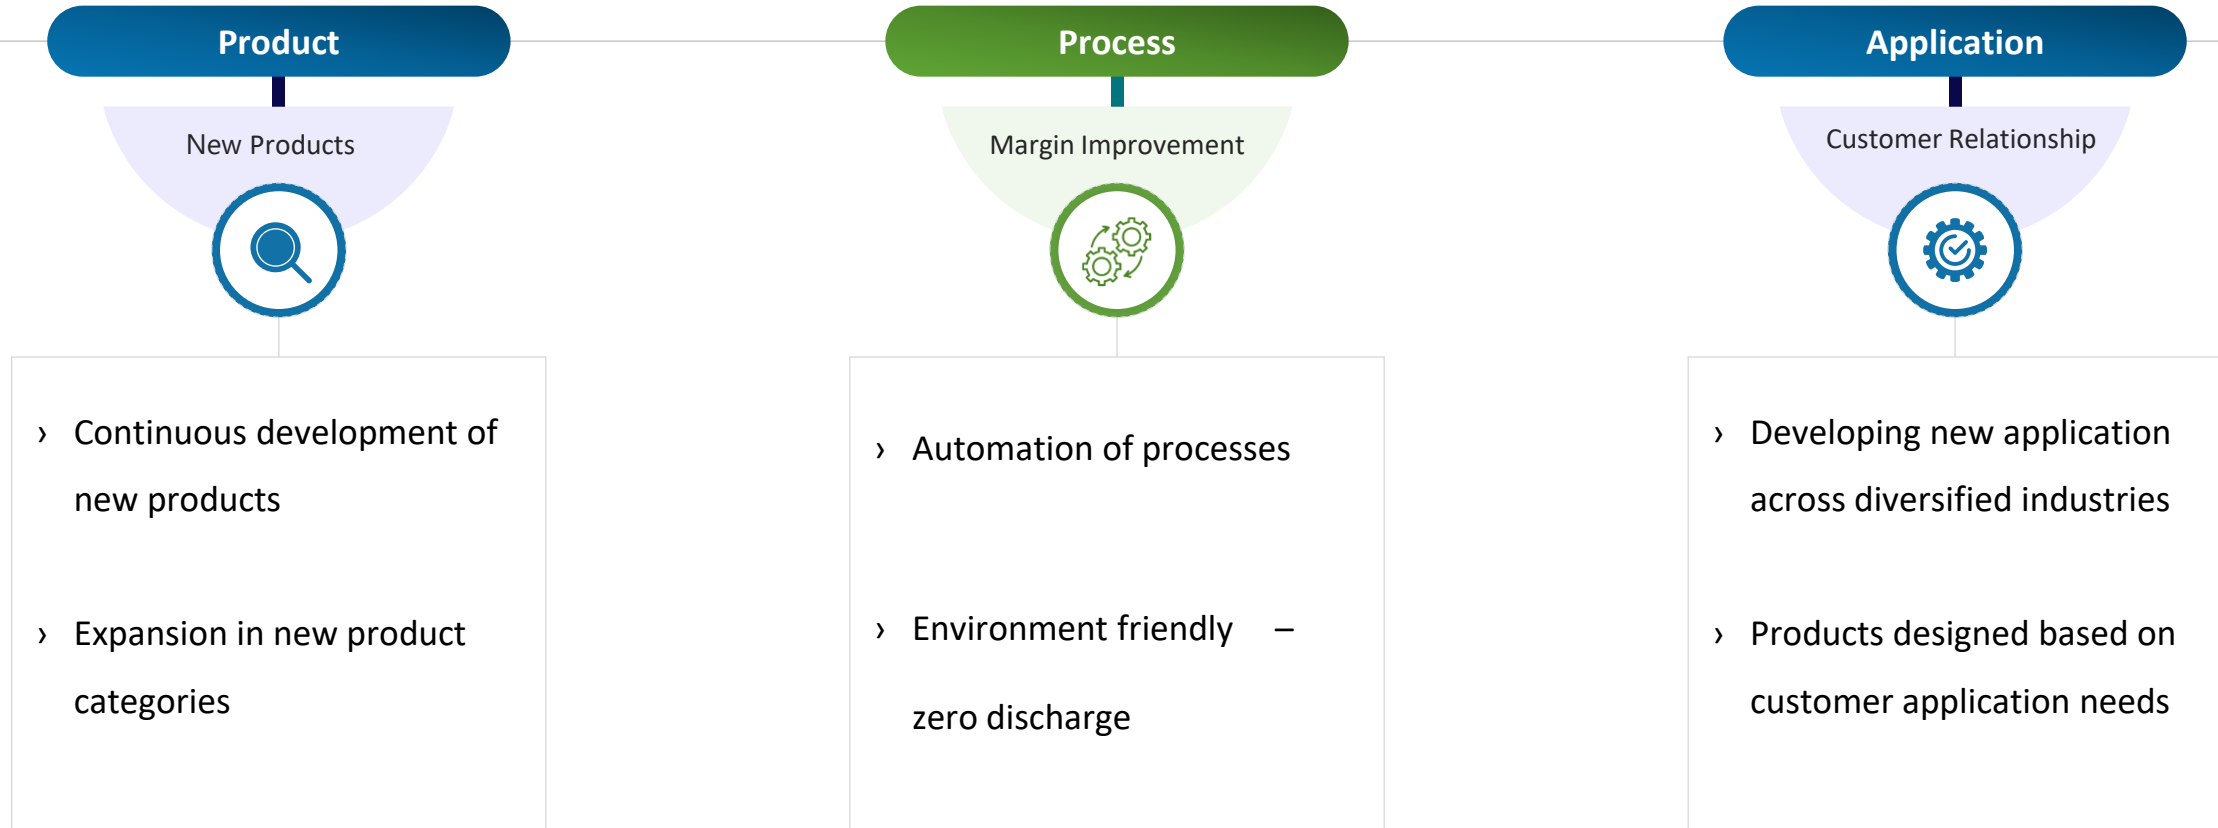 Product
New Products
› Continuous development of
new products
› Expansion in new product
categories
Process
Margin Improvement
› Automation of processes
› Environment friendly –
zero discharge
Application
Customer Relationship
› Developing new application
across diversified industries
› Products designed based on
customer application needs